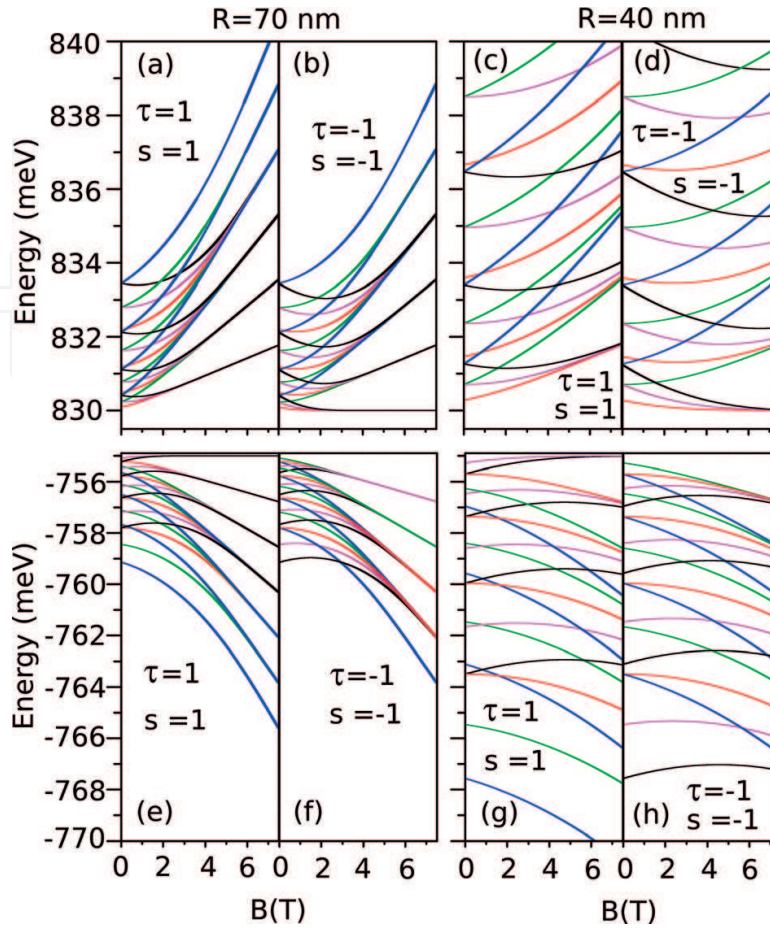 R=70 nm R=40 nm
840 (a) (b) (c) (d)
τ=1 τ=-1 τ=-1
s =1 s =-1 s =-1
838
836
834
832
830
τ=1
s =1
Energy (meV)
-754
-756
-758
-760
-762
-764
-766
-768
-770
Energy (meV)
τ=1 τ=-1 τ=1
s =1 s =-1 s =1
τ=-1
s =-1
(e) (f) (g) (h)
0 2 4 6 0 2 4 6 0 2 4 6 0 2 4 6
B(T) B(T)